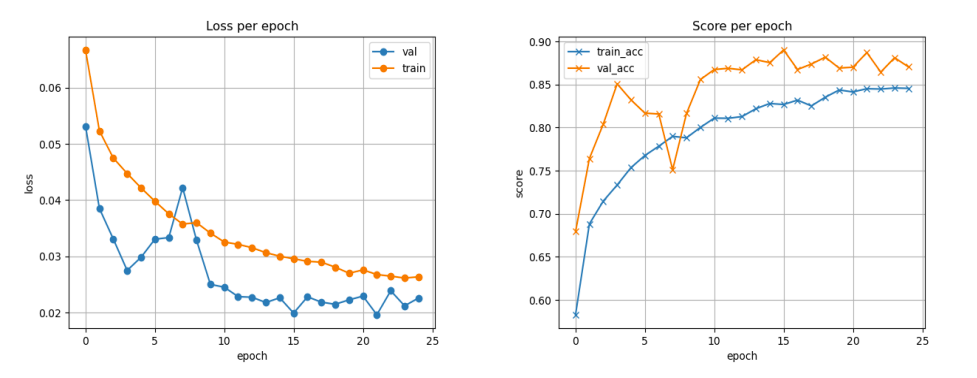 Loss per epoch
val
train
0.06
0.05
0.04
0.03
0.02
loss
0
5
10
15
20
25
epoch
Score per epoch
train_acc
val_acc
0.90
0.85
0.80
0.75
0.70
0.65
0.60
score
0
5
10
15
20
25
epoch